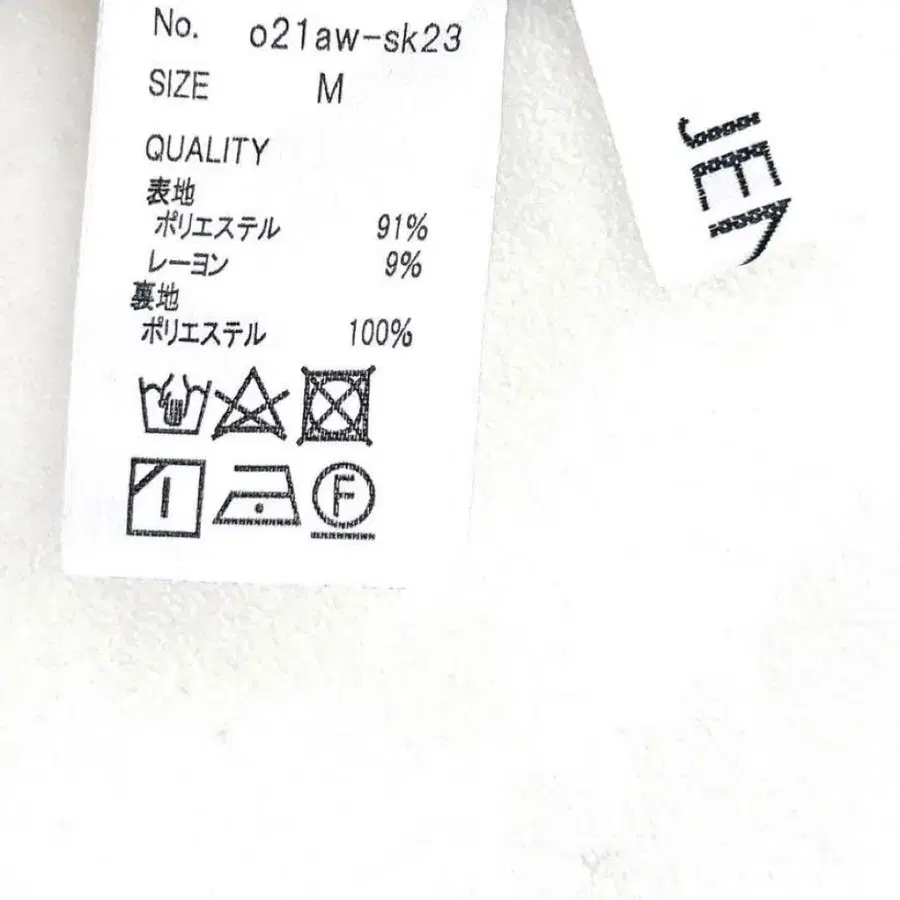 No. o21aw-sk23
SIZE M
QUALITY
表地
ポリエステル 91%
レーヨン 9%
裏地
ポリエステル 100%
F